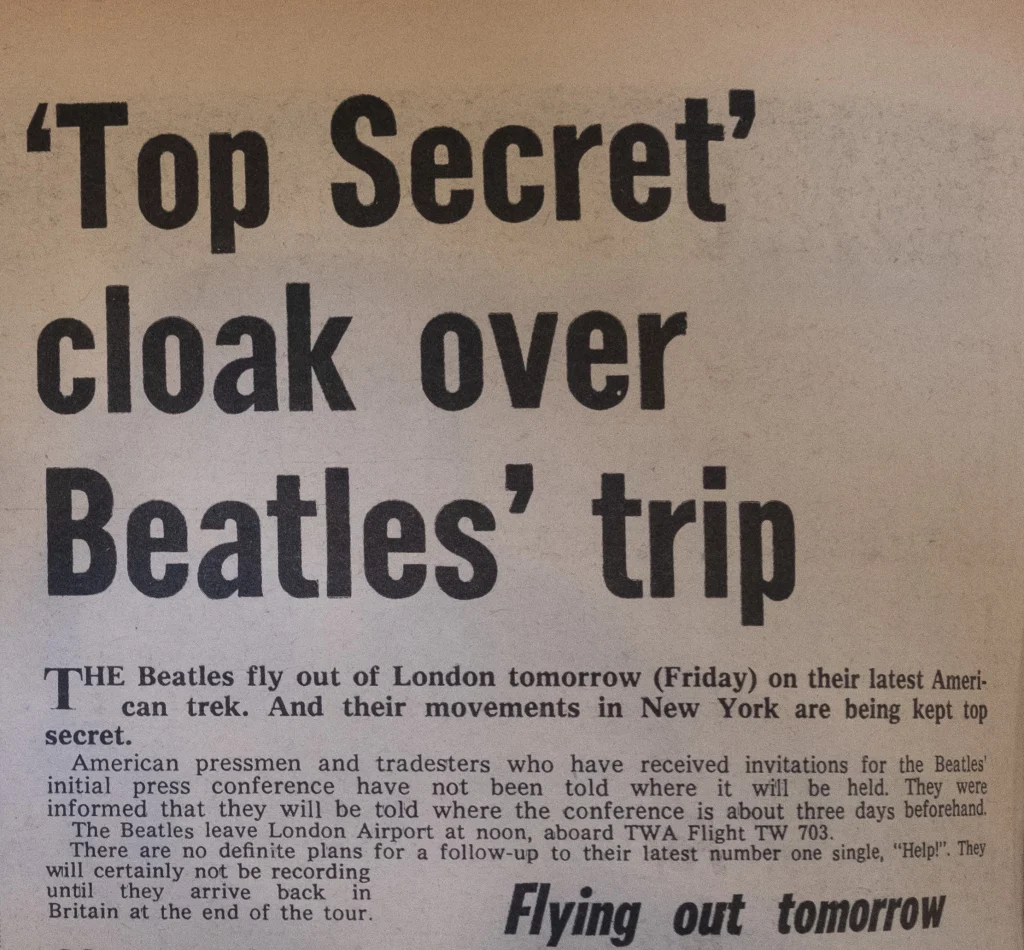 ‘Top Secret’
cloak over
Beatles’ trip
THE Beatles fly out of London tomorrow (Friday) on their latest Ameri-
can trek. And their movements in New York are being kept top
secret.
American pressmen and tradesters who have received invitations for the Beatles’
initial press conference have not been told where it will be held. They were
informed that they will be told where the conference is about three days beforehand.
The Beatles leave London Airport at noon, aboard TWA Flight TW 703.
There are no definite plans for a follow-up to their latest number one single, “Help!”. They
will certainly not be recording
until they arrive back in
Britain at the end of the tour.
Flying out tomorrow